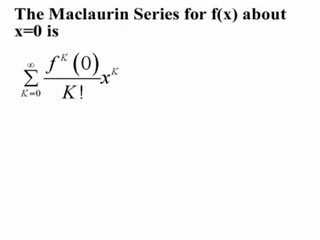 The Maclaurin Series for f(x) about
x=0 is
∞
Σ f^K (0)/K! x^K
K=0